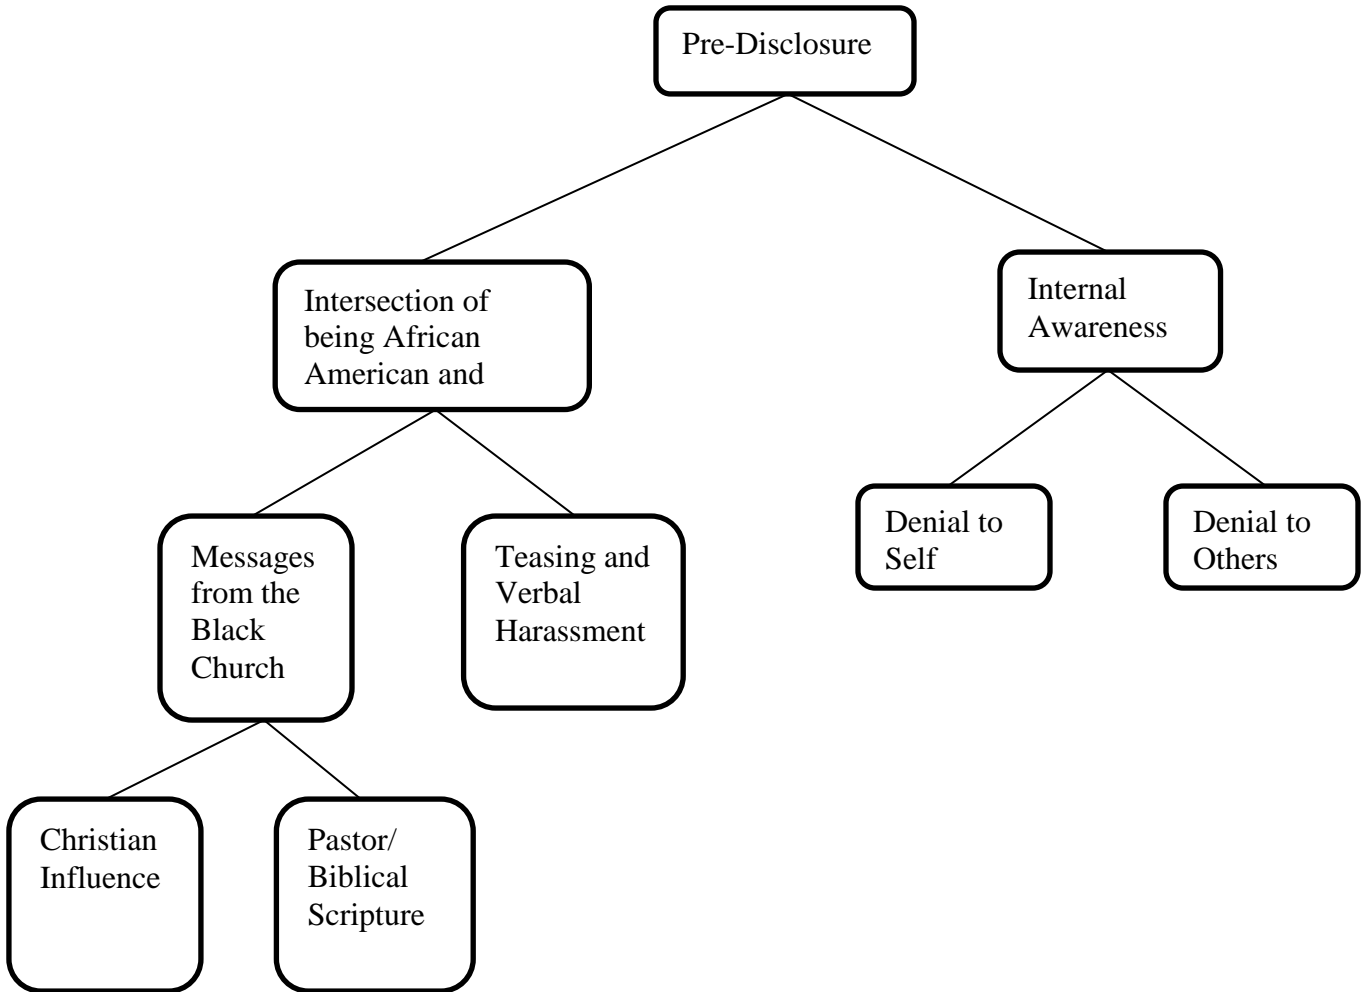 Pre-Disclosure
Intersection of
being African
American and
Internal
Awareness
Messages
from the
Black
Church
Teasing and
Verbal
Harassment
Denial to
Self
Denial to
Others
Christian
Influence
Pastor/
Biblical
Scripture